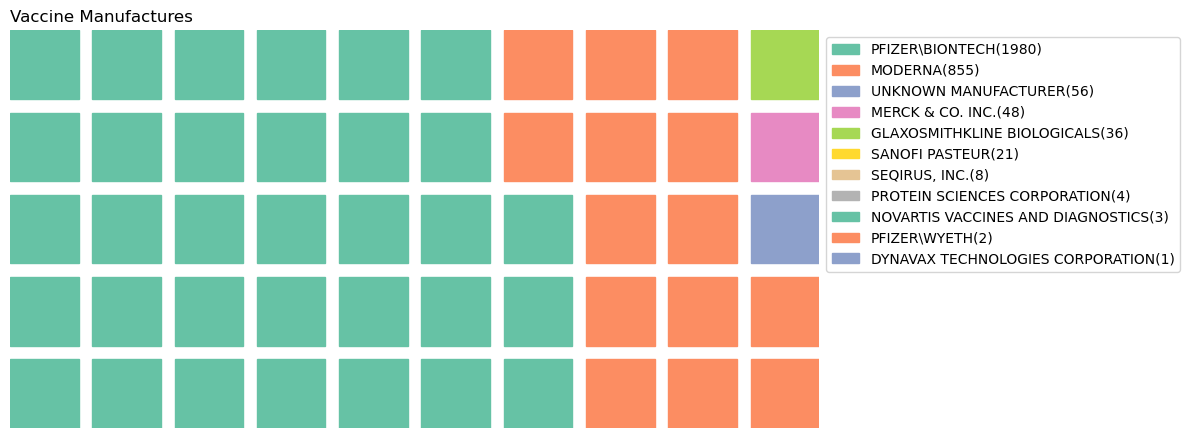 Vaccine Manufactures
PFIZER\BIONTECH(1980)
MODERNA(855)
UNKNOWN MANUFACTURER(56)
MERCK & CO. INC.(48)
GLAXOSMITHKLINE BIOLOGICALS(36)
SANOFI PASTEUR(21)
SEQIRUS, INC.(8)
PROTEIN SCIENCES CORPORATION(4)
NOVARTIS VACCINES AND DIAGNOSTICS(3)
PFIZER\WYETH(2)
DYNAVAX TECHNOLOGIES CORPORATION(1)